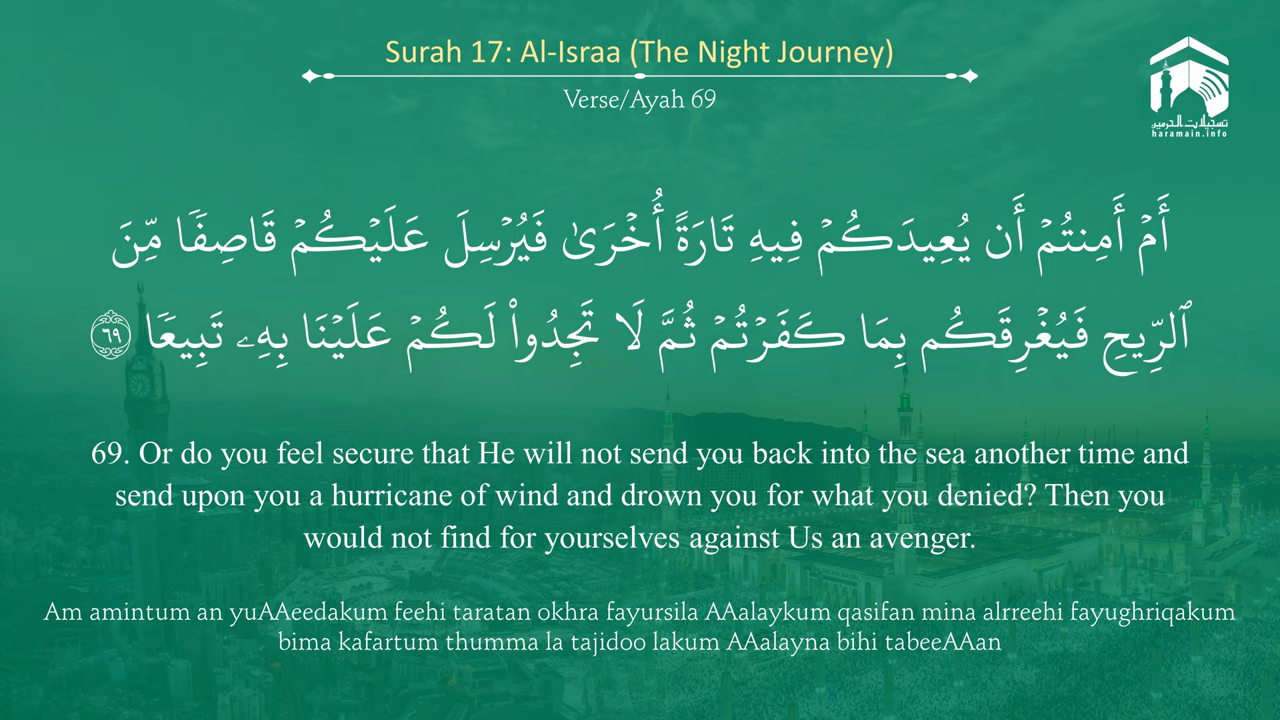 Surah 17: Al-Israa (The Night Journey)
Verse/Ayah 69
تسجيلات الحرمين
haramain.info
أَمْ أَمِنتُمْ أَن يُعِيدَكُمْ فِيهِ تَارَةً أُخْرَىٰ فَيُرْسِلَ عَلَيْكُمْ قَاصِفًا مِّنَ
ٱلرِّيحِ فَيُغْرِقَكُم بِمَا كَفَرْتُمْ ثُمَّ لَا تَجِدُوا۟ لَكُمْ عَلَيْنَا بِهِۦ تَبِيعًا ٦٩
69. Or do you feel secure that He will not send you back into the sea another time and
send upon you a hurricane of wind and drown you for what you denied? Then you
would not find for yourselves against Us an avenger.
Am amintum an yuAAeedakum feehi taratan okhra fayursila AAalaykum qasifan mina alrreehi fayughriqakum
bima kafartum thumma la tajidoo lakum AAalayna bihi tabeeAAan